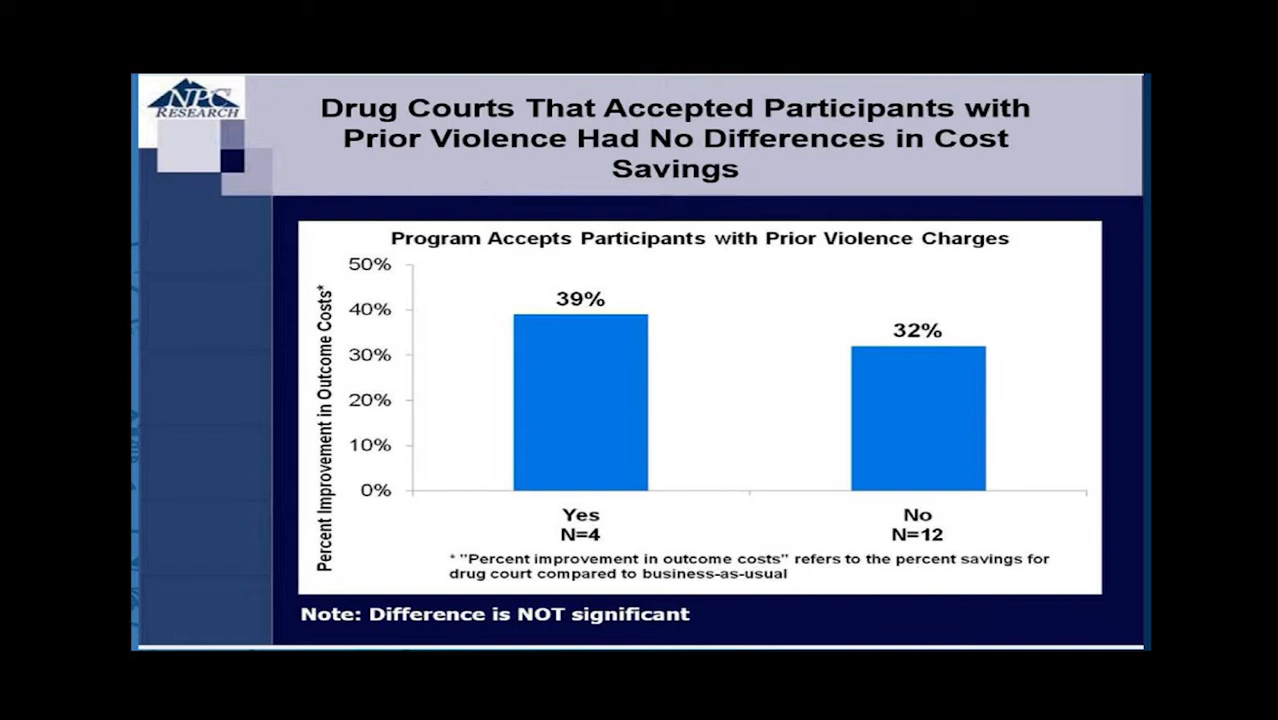 NPC
RESEARCH
Drug Courts That Accepted Participants with
Prior Violence Had No Differences in Cost
Savings
Program Accepts Participants with Prior Violence Charges
Percent Improvement in Outcome Costs*
50%
40%
30%
20%
10%
0%
39%
32%
Yes
N=4
No
N=12
* "Percent improvement in outcome costs" refers to the percent savings for
drug court compared to business-as-usual
Note: Difference is NOT significant